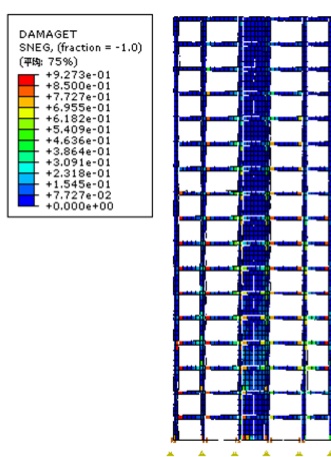 DAMAGET
SNEG, (fraction = -1.0)
(平均: 75%)
+9.273e-01
+8.500e-01
+7.727e-01
+6.955e-01
+6.182e-01
+5.409e-01
+4.636e-01
+3.864e-01
+3.091e-01
+2.318e-01
+1.545e-01
+7.727e-02
+0.000e+00